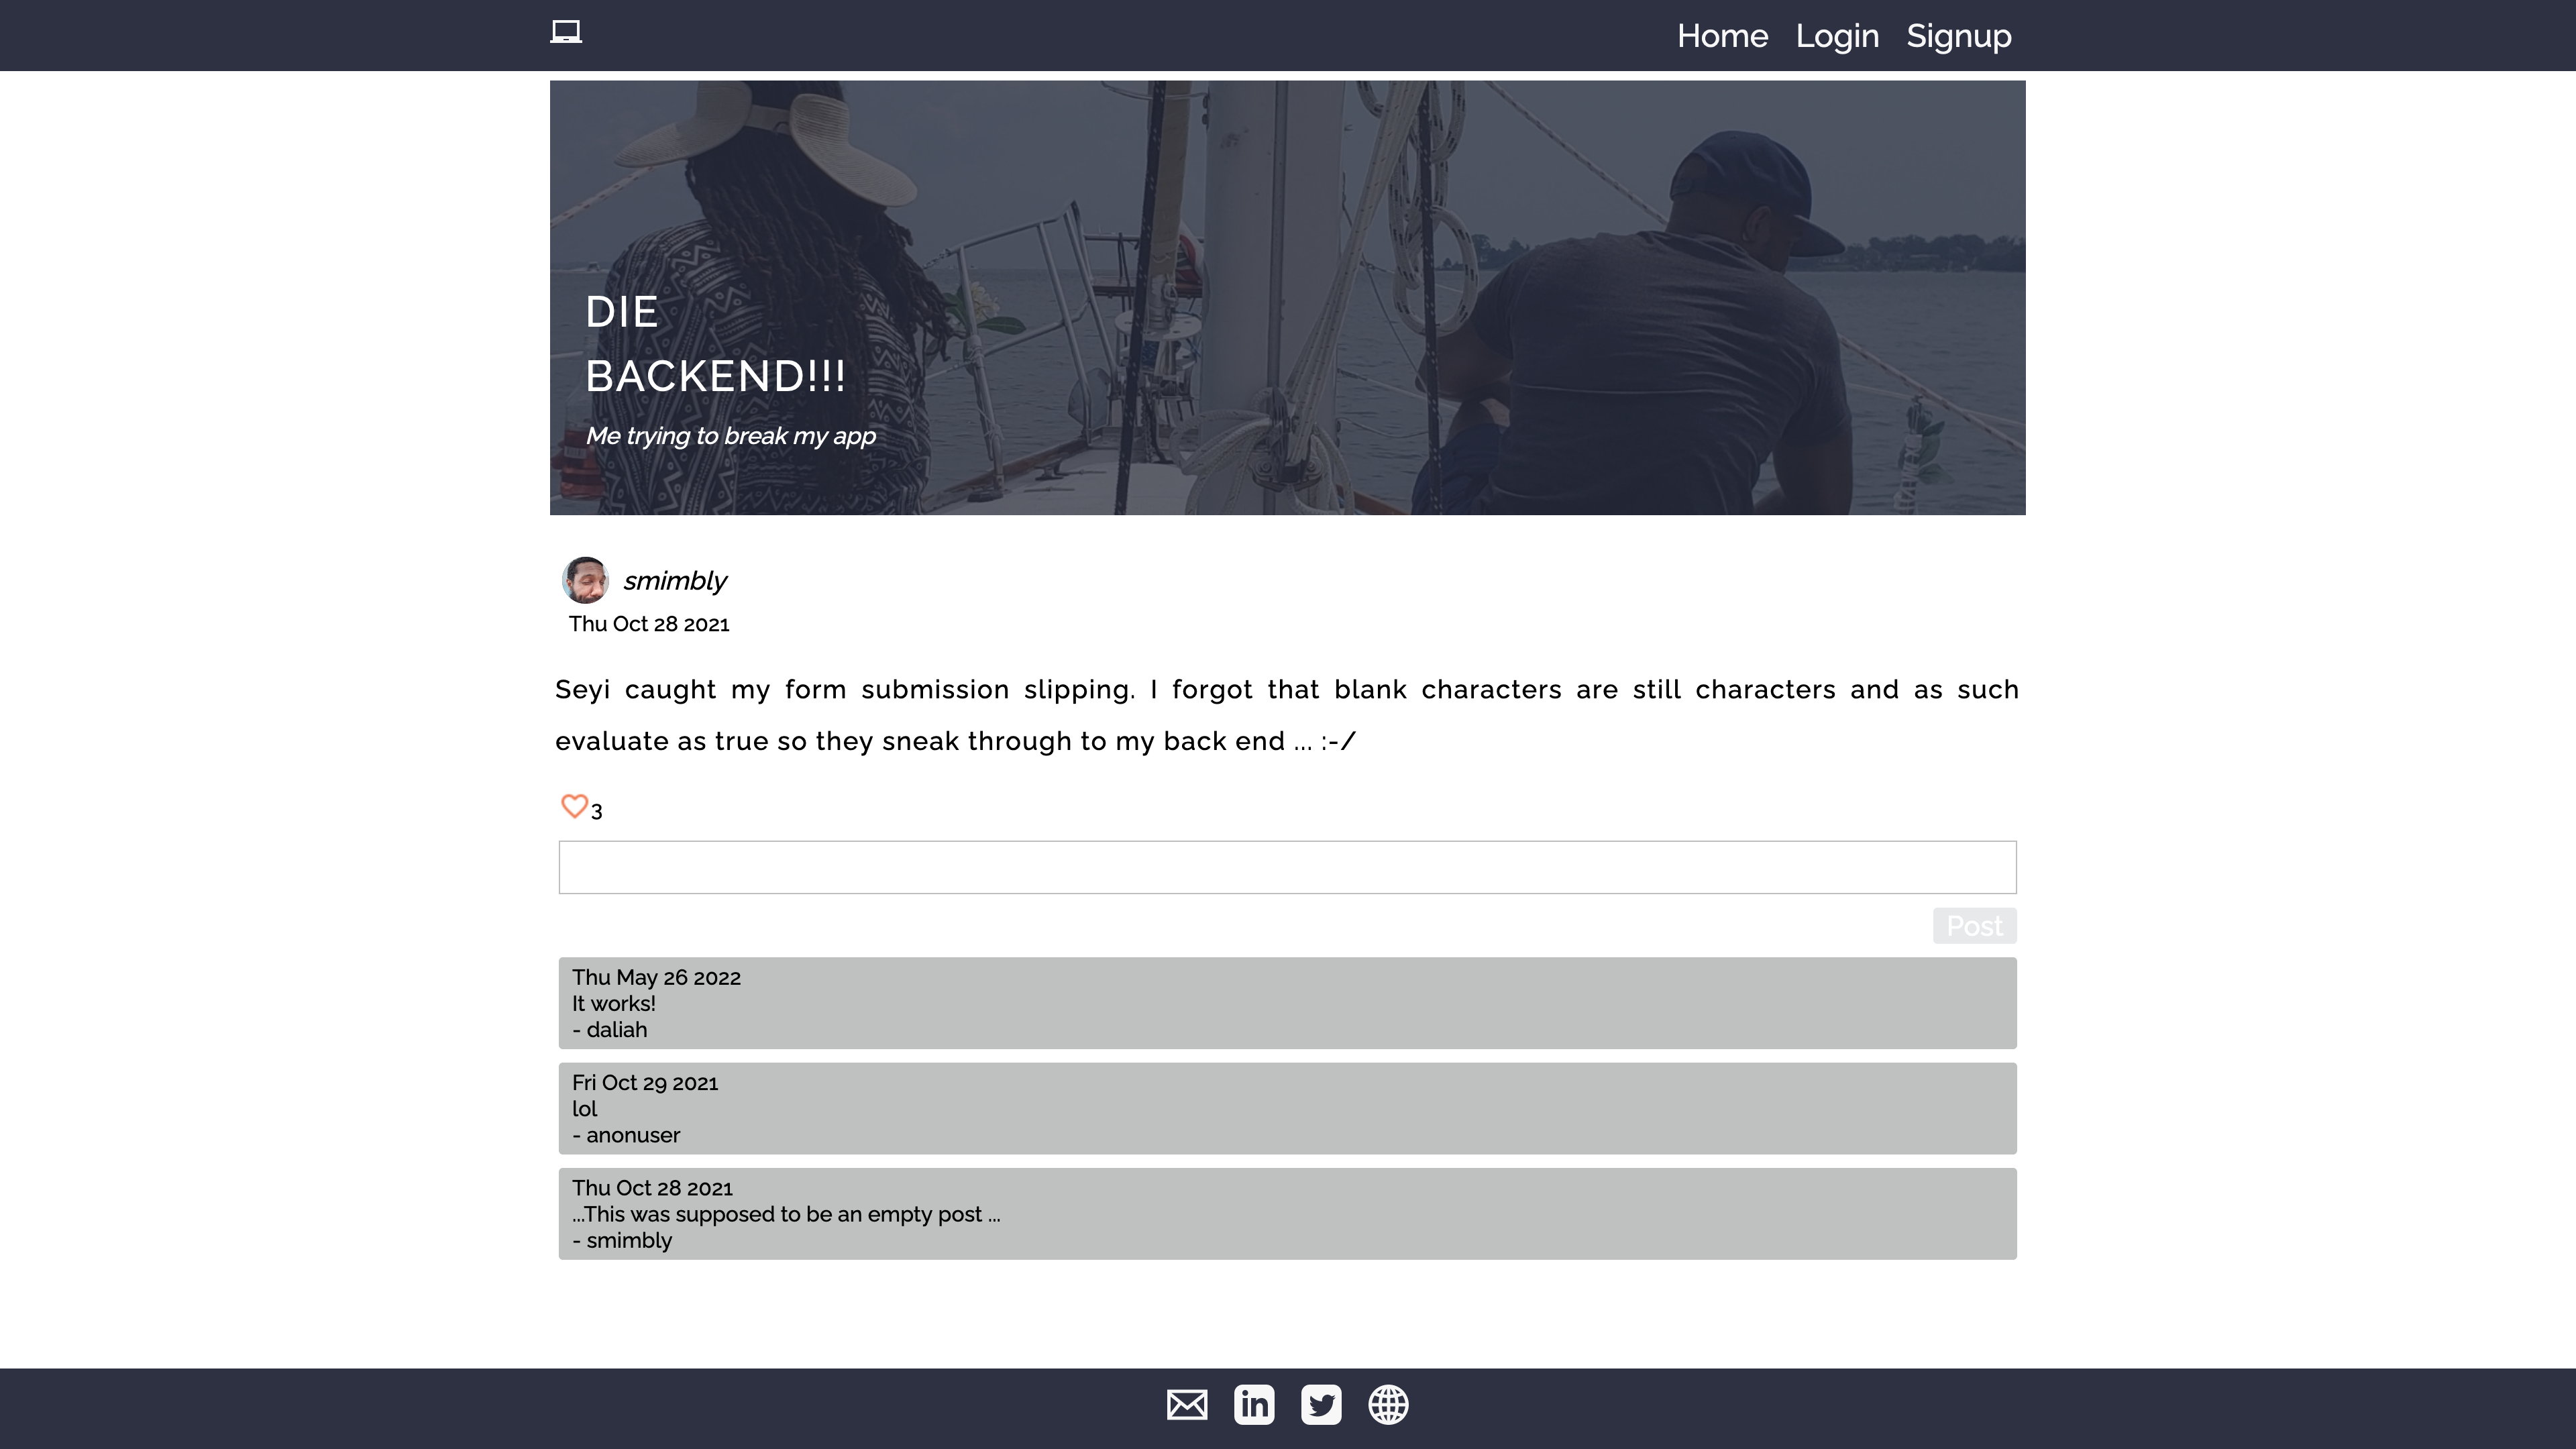 Home Login Signup
DIE
BACKEND!!!
Me trying to break my app
smimbly
Thu Oct 28 2021
Seyi caught my form submission slipping. I forgot that blank characters are still characters and as such
evaluate as true so they sneak through to my back end ... :-/
3
Post
Thu May 26 2022
It works!
- daliah
Fri Oct 29 2021
lol
- anonuser
Thu Oct 28 2021
...This was supposed to be an empty post ...
- smimbly
in